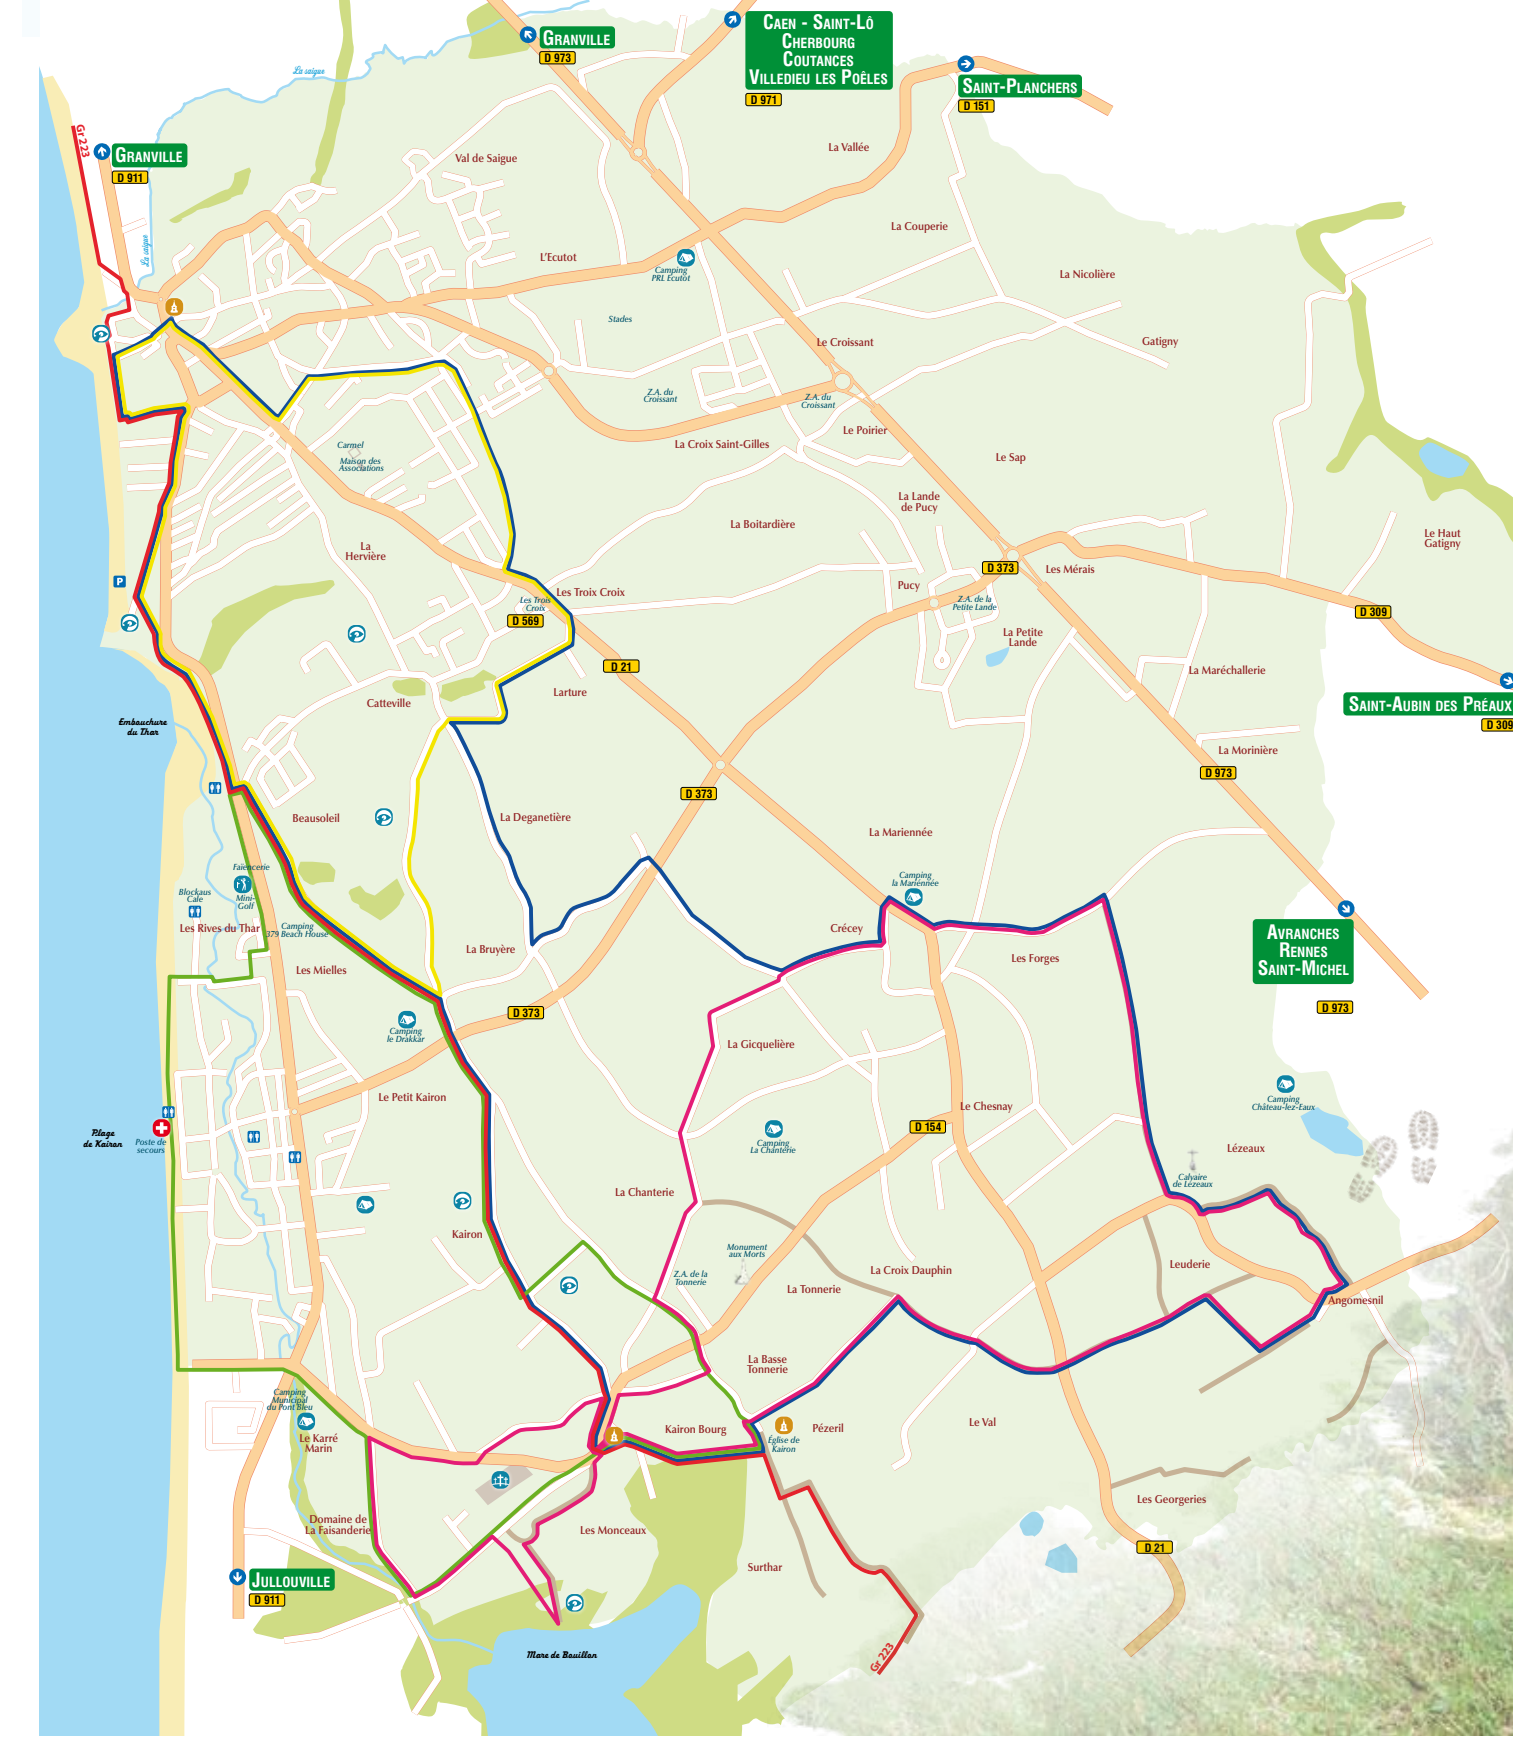 Granville
D 973
Caen - Saint-Lô
Cherbourg
Coutances
Villedieu les Poêles
D 971
Saint-Planchers
D 151
La saigue
Gr 223
Granville
D 911
Val de Saigue
La Vallée
La saigue
La Couperie
L'Ecutot
Camping
PRL Ecutot
La Nicolière
Stades
Le Croissant
Gatigny
Z.A. du
Croissant
Z.A. du
Croissant
Le Poirier
La Croix Saint-Gilles
Carmel
Maison des
Associations
Le Sap
La Lande
de Pucy
La Boitardière
Le Haut
Gatigny
La
Hervière
D 373
Les Mérais
P
Pucy
Les Troix Croix
Les Trois
Croix
D 569
Z.A. de la
Petite Lande
D 309
La Petite
Lande
D 21
La Maréchallerie
Larture
Catteville
Saint-Aubin des Préaux
D 309
Embouchure
du Thar
La Morinière
D 973
D 373
Beausoleil
La Deganetière
La Mariennée
Faïencerie
Mini-
Golf
Blockaus
Cale
Camping
la Mariénnée
Les Rives du Thar
Camping
379 Beach House
Crécey
Avranches
Rennes
Saint-Michel
D 973
La Bruyère
Les Forges
Les Mielles
D 373
Camping
le Drakkar
La Gicquelière
Le Petit Kairon
Le Chesnay
Camping
Château-lez-Eaux
D 154
Plage
de Kairon
Poste de
secours
Camping
La Chanterie
Lézeaux
Calvaire
de Lézeaux
La Chanterie
Kairon
Monument
aux Morts
Z.A. de la
Tonnerie
La Croix Dauphin
Leuderie
La Tonnerie
Angomesnil
La Basse
Tonnerie
Camping
Municipal
du Pont Bleu
Le Karré
Marin
Kairon Bourg
Église de
Kairon
Pézeril
Le Val
Les Georgeries
Domaine de
La Faisanderie
Les Monceaux
D 21
Surthar
Jullouville
D 911
Mare de Bouillon
Gr 223